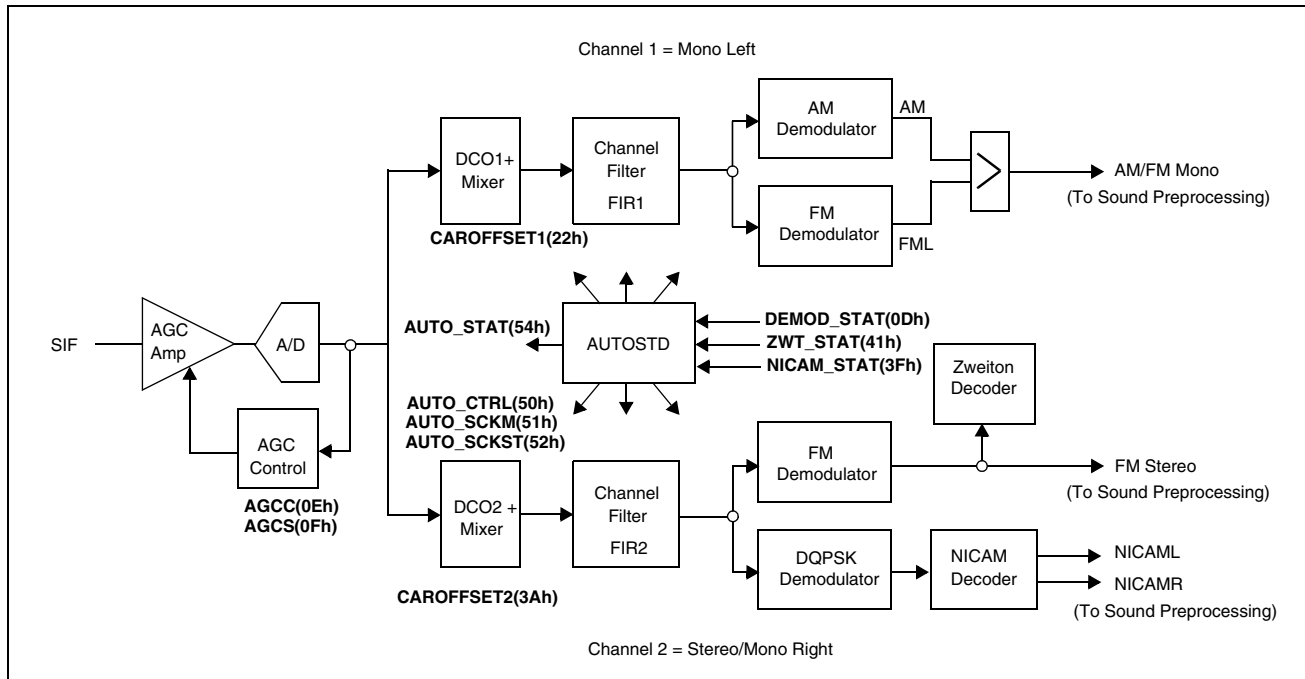 Channel 1 = Mono Left
AM
Demodulator
AM
DCO1+
Mixer
Channel
Filter
FIR1
AM/FM Mono
(To Sound Preprocessing)
FM
Demodulator
FML
CAROFFSET1(22h)
SIF
AGC
Amp
A/D
AUTO_STAT(54h)
AUTOSTD
DEMOD_STAT(0Dh)
ZWT_STAT(41h)
NICAM_STAT(3Fh)
Zweiton
Decoder
AUTO_CTRL(50h)
AUTO_SCKM(51h)
AUTO_SCKST(52h)
AGC
Control
AGCC(0Eh)
AGCS(0Fh)
DCO2 +
Mixer
Channel
Filter
FIR2
FM
Demodulator
FM Stereo
(To Sound Preprocessing)
DQPSK
Demodulator
NICAM
Decoder
NICAML
NICAMR
(To Sound Preprocessing)
CAROFFSET2(3Ah)
Channel 2 = Stereo/Mono Right